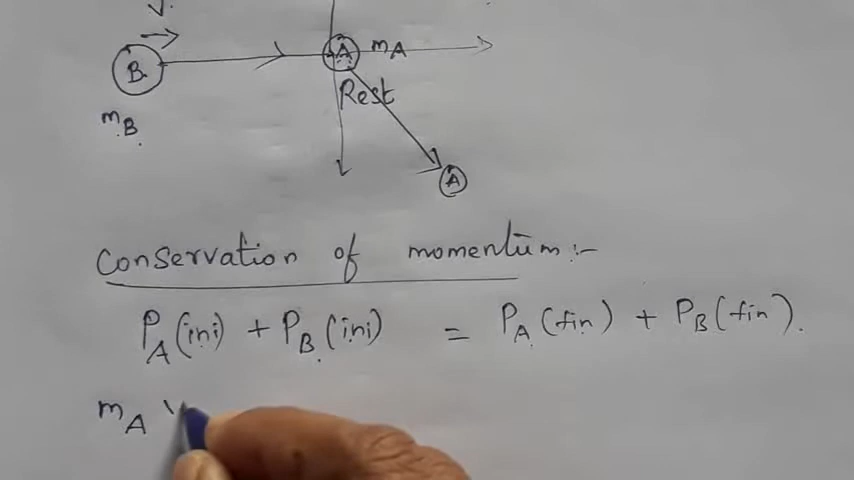 B
A mA
Rest
mB
A
Conservation of momentum :-
PA(ini) + PB(ini) = PA(fin) + PB(fin).
mA